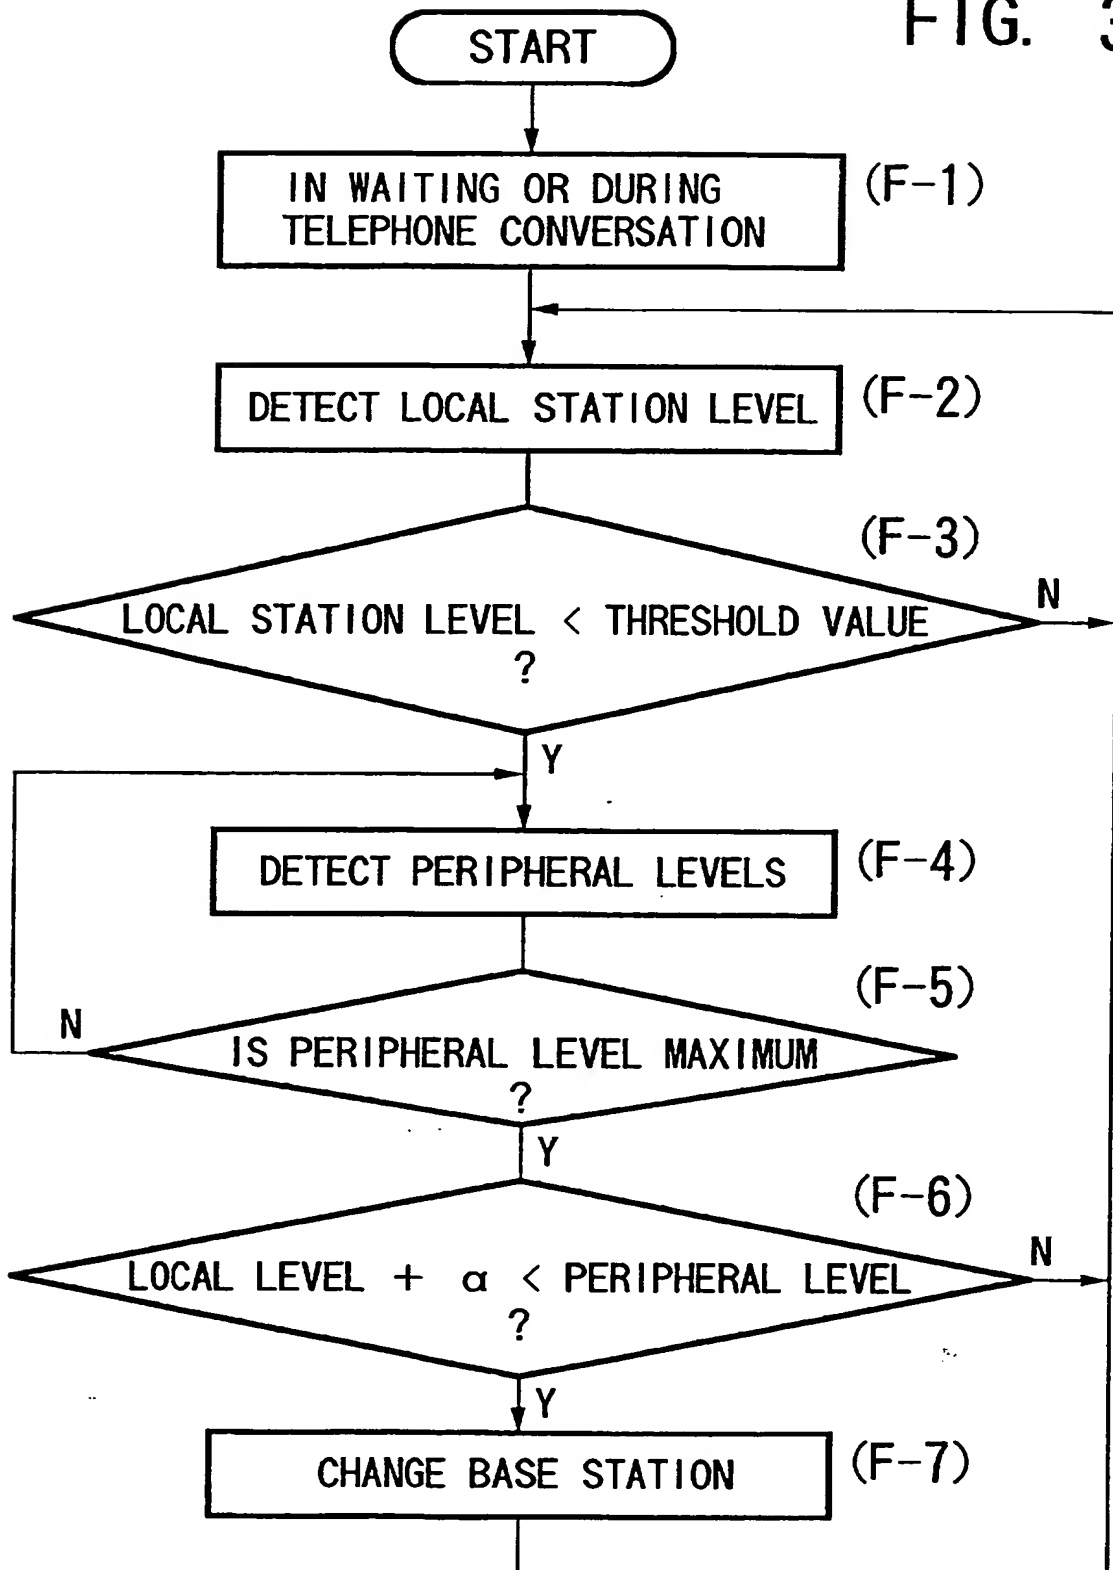 FIG. 3
START
IN WAITING OR DURING
TELEPHONE CONVERSATION
(F-1)
DETECT LOCAL STATION LEVEL
(F-2)
(F-3)
LOCAL STATION LEVEL < THRESHOLD VALUE
?
N
Y
DETECT PERIPHERAL LEVELS
(F-4)
(F-5)
N
IS PERIPHERAL LEVEL MAXIMUM
?
Y
(F-6)
LOCAL LEVEL + α < PERIPHERAL LEVEL
?
N
Y
CHANGE BASE STATION
(F-7)